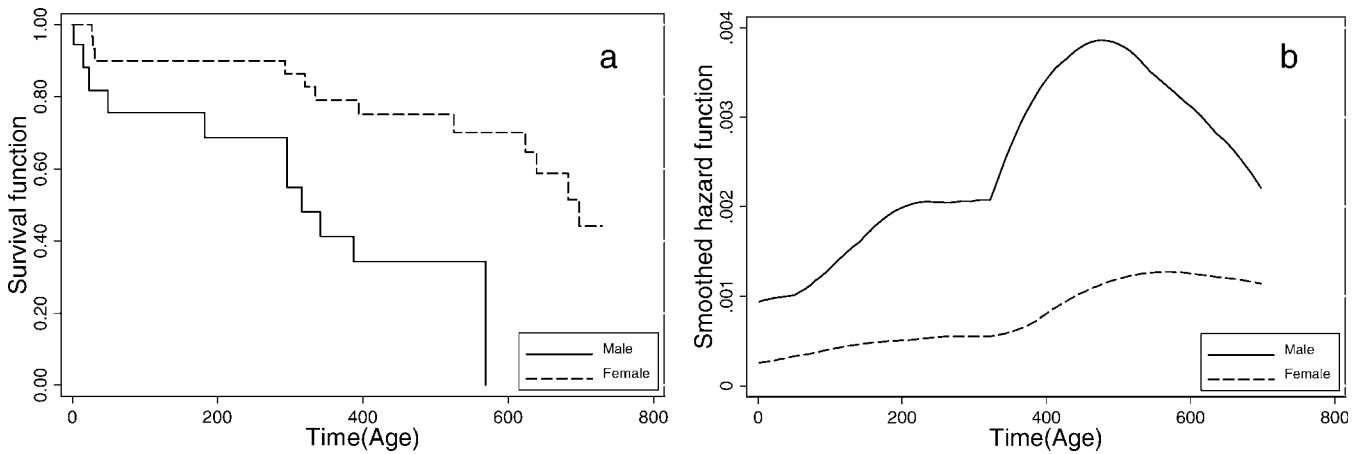 a
Survival function
1.00
0.80
0.60
0.40
0.20
0.00
0
200
400
600
800
Time(Age)
Male
Female
b
Smoothed hazard function
.004
.003
.002
.001
0
0
200
400
600
800
Time(Age)
Male
Female